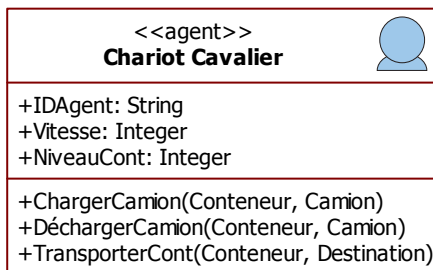 <<agent>>
Chariot Cavalier
+IDAgent: String
+Vitesse: Integer
+NiveauCont: Integer
+ChargerCamion(Conteneur, Camion)
+DéchargerCamion(Conteneur, Camion)
+TransporterCont(Conteneur, Destination)